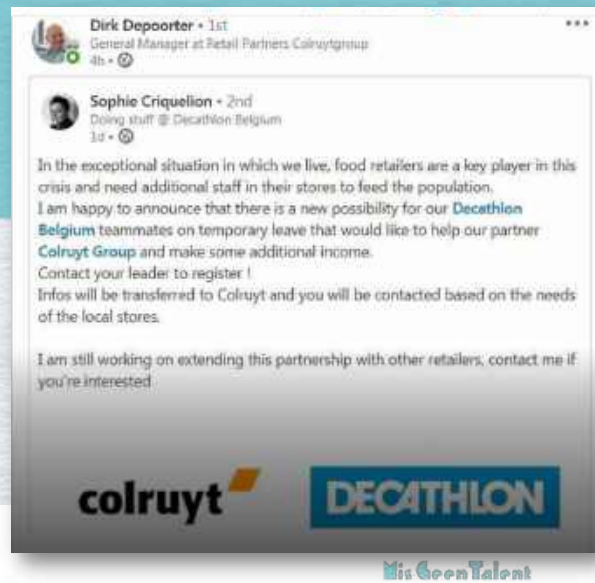 Dirk Depoorter • 1st
General Manager at Retail Partners Colruytgroup
4h •
Sophie Criquelion • 2nd
Doing stuff @ Decathlon Belgium
1d •
In the exceptional situation in which we live, food retailers are a key player in this
crisis and need additional staff in their stores to feed the population.
I am happy to announce that there is a new possibility for our Decathlon
Belgium teammates on temporary leave that would like to help our partner
Colruyt Group and make some additional income.
Contact your leader to register !
Infos will be transferred to Colruyt and you will be contacted based on the needs
of the local stores.
I am still working on extending this partnership with other retailers, contact me if
you're interested
colruyt DECATHLON
Mis Geen Talent